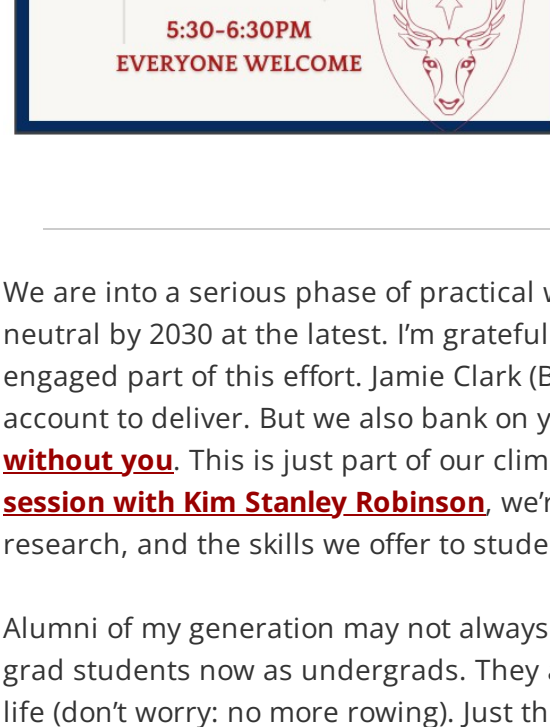 5:30-6:30PM
EVERYONE WELCOME
We are into a serious phase of practical
neutral by 2030 at the latest. I’m grateful
engaged part of this effort. Jamie Clark (B
account to deliver. But we also bank on y
without you. This is just part of our clim
session with Kim Stanley Robinson, we’r
research, and the skills we offer to stude
Alumni of my generation may not always
grad students now as undergrads. They a
life (don’t worry: no more rowing). Just th